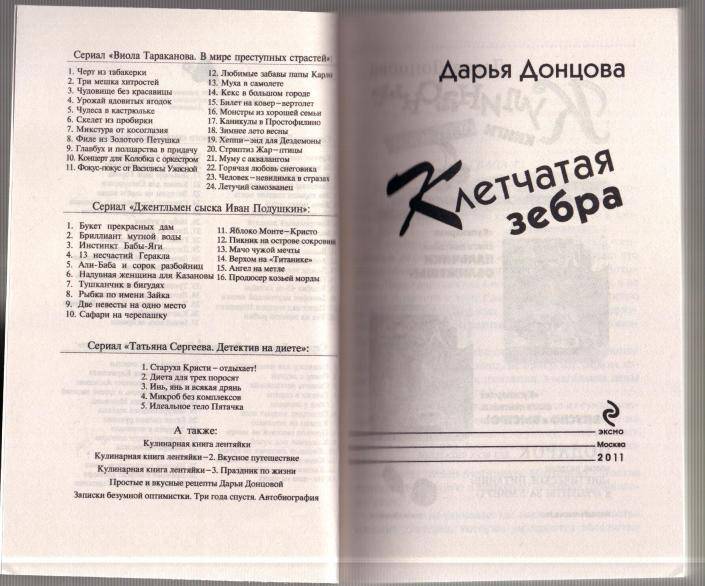 Сериал «Виола Тараканова. В мире преступных страстей»:
1. Черт из табакерки
2. Три мешка хитростей
3. Чудовище без красавицы
4. Урожай ядовитых ягодок
5. Чудеса в кастрюльке
6. Скелет из пробирки
7. Микстура от косоглазия
8. Филе из Золотого Петушка
9. Главбух и полцарства в придачу
10. Концерт для Колобка с оркестром
11. Фокус-покус от Василисы Ужасной
12. Любимые забавы папы Карло
13. Муха в самолете
14. Кекс в большом городе
15. Билет на ковер-вертолет
16. Монстры из хорошей семьи
17. Каникулы в Простофилино
18. Зимнее лето весны
19. Хеппи-энд для Дездемоны
20. Стриптиз Жар-птицы
21. Муму с аквалангом
22. Горячая любовь снеговика
23. Человек-невидимка в стразах
24. Летучий самозванец
Сериал «Джентльмен сыска Иван Подушкин»:
1. Букет прекрасных дам
2. Бриллиант мутной воды
3. Инстинкт Бабы-Яги
4. 13 несчастий Геракла
5. Али-Баба и сорок разбойниц
6. Надувная женщина для Казановы
7. Тушканчик в бигудях
8. Рыбка по имени Зайка
9. Две невесты на одно место
10. Сафари на черепашку
11. Яблоко Монте-Кристо
12. Пикник на острове сокровищ
13. Мачо чужой мечты
14. Верхом на «Титанике»
15. Ангел на метле
16. Продюсер козьей морды
Сериал «Татьяна Сергеева. Детектив на диете»:
1. Старуха Кристи – отдыхает!
2. Диета для трех поросят
3. Инь, янь и всякая дрянь
4. Микроб без комплексов
5. Идеальное тело Пятачка
А также:
Кулинарная книга лентяйки
Кулинарная книга лентяйки–2. Вкусное путешествие
Кулинарная книга лентяйки–3. Праздник по жизни
Простые и вкусные рецепты Дарьи Донцовой
Записки безумной оптимистки. Три года спустя. Автобиография
Дарья Донцова
Клетчатая
зебра
ЭКСМО
Москва
2011